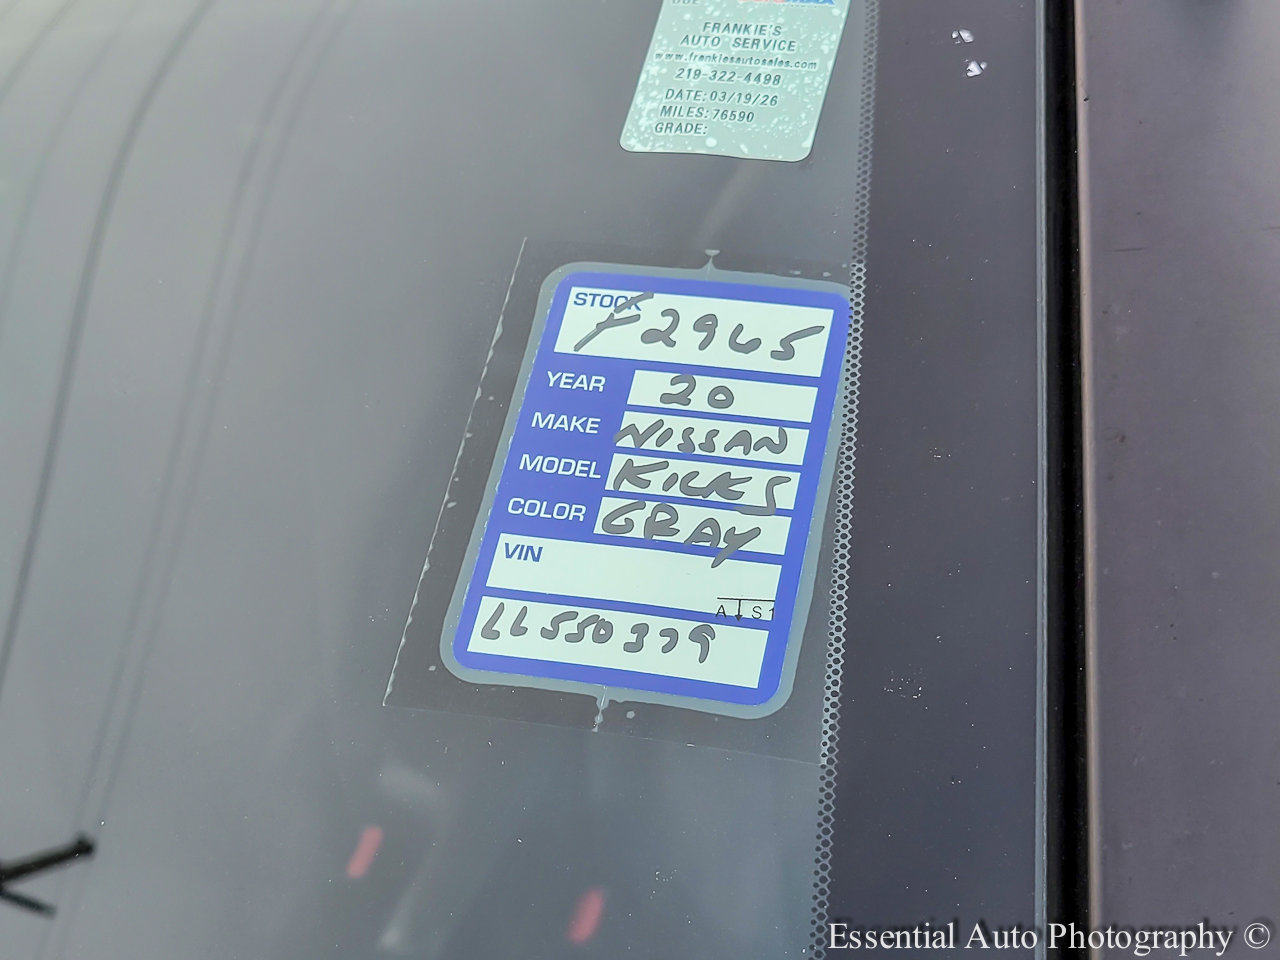 FRANKIE'S
AUTO SERVICE
www.frankiesautosales.com
219-322-4498
DATE: 03/19/26
MILES: 76590
GRADE:
STOCK
F2965
YEAR 20
MAKE NISSAN
MODEL KICKS
COLOR GRAY
VIN
A S1
LL550379
Essential Auto Photography ©